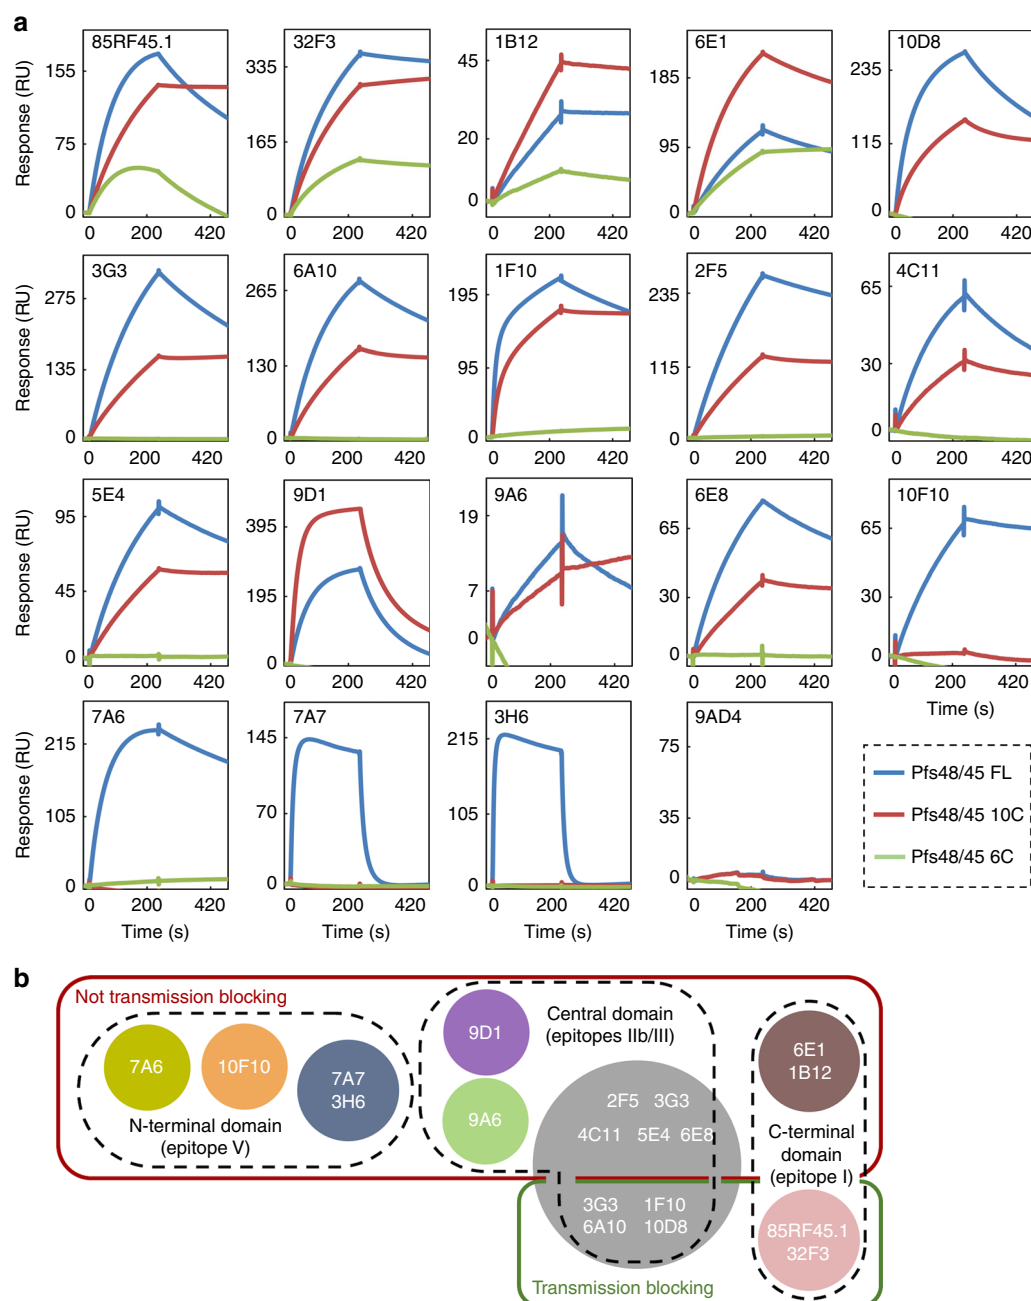 a
85RF45.1 32F3 1B12 6E1 10D8
Response (RU)
155 75 0
335 165 0
45 20 0
185 95 0
235 115 0
0 200 420 0 200 420 0 200 420 0 200 420 0 200 420
3G3 6A10 1F10 2F5 4C11
Response (RU)
275 135 0
265 130 0
195 95 0
235 115 0
65 30 0
0 200 420 0 200 420 0 200 420 0 200 420 0 200 420
5E4 9D1 9A6 6E8 10F10
Response (RU)
95 45 0
395 195 0
19 7 0
65 30 0
65 30 0
0 200 420 0 200 420 0 200 420 0 200 420 0 200 420
Time (s)
7A6 7A7 3H6 9AD4
Response (RU)
215 105 0
145 70 0
215 105 0
75 35 0
0 200 420 0 200 420 0 200 420 0 200 420
Time (s) Time (s) Time (s) Time (s)
Pfs48/45 FL
Pfs48/45 10C
Pfs48/45 6C
b
Not transmission blocking
7A6
10F10
7A7
3H6
N-terminal domain
(epitope V)
9D1
9A6
Central domain
(epitopes IIb/III)
2F5 3G3
4C11 5E4 6E8
3G3 1F10
6A10 10D8
6E1
1B12
C-terminal
domain
(epitope I)
85RF45.1
32F3
Transmission blocking